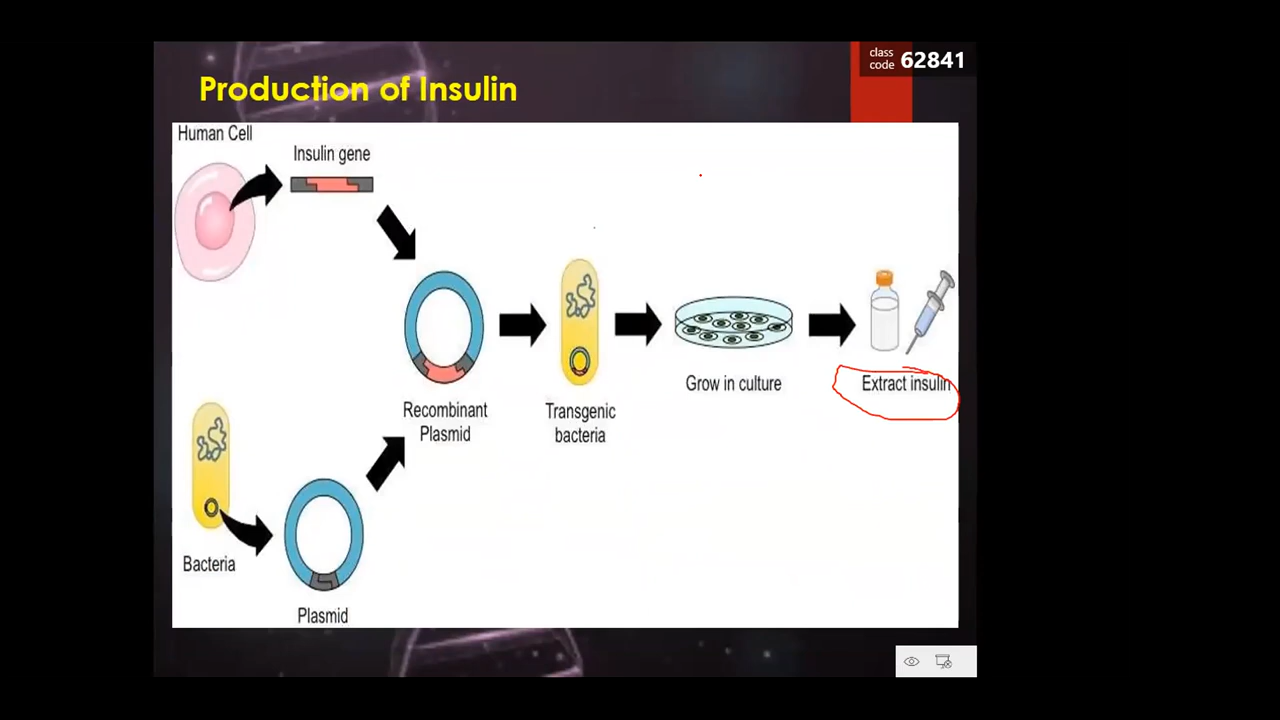 class
code 62841
Production of Insulin
Human Cell
Insulin gene
Recombinant
Plasmid
Transgenic
bacteria
Grow in culture
Extract insulin
Bacteria
Plasmid